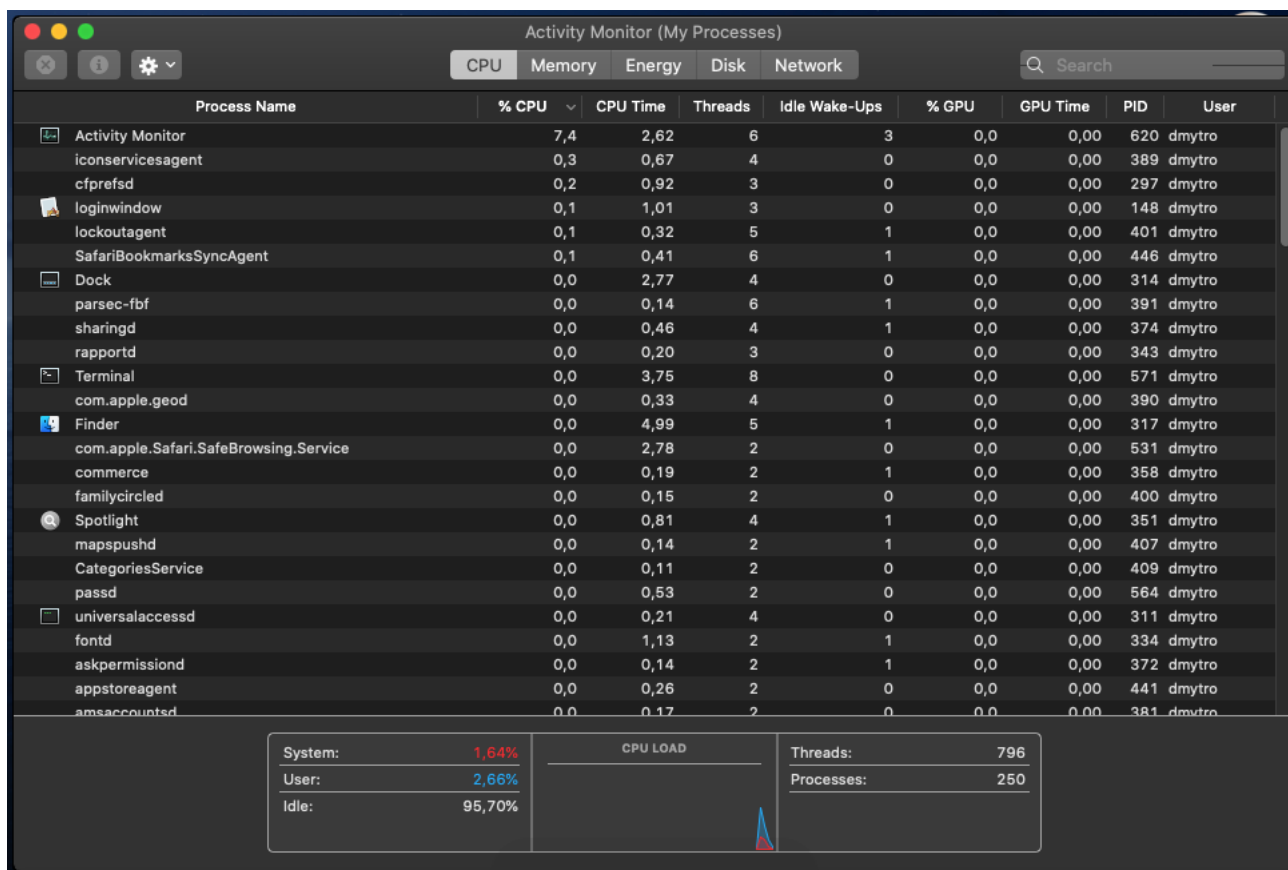 Activity Monitor (My Processes)
CPU Memory Energy Disk Network Search
Process Name % CPU CPU Time Threads Idle Wake-Ups % GPU GPU Time PID User
Activity Monitor 7,4 2,62 6 3 0,0 0,00 620 dmytro
iconservicesagent 0,3 0,67 4 0 0,0 0,00 389 dmytro
cfprefsd 0,2 0,92 3 0 0,0 0,00 297 dmytro
loginwindow 0,1 1,01 3 0 0,0 0,00 148 dmytro
lockoutagent 0,1 0,32 5 1 0,0 0,00 401 dmytro
SafariBookmarksSyncAgent 0,1 0,41 6 1 0,0 0,00 446 dmytro
Dock 0,0 2,77 4 0 0,0 0,00 314 dmytro
parsec-fbf 0,0 0,14 6 1 0,0 0,00 391 dmytro
sharingd 0,0 0,46 4 1 0,0 0,00 374 dmytro
rapportd 0,0 0,20 3 0 0,0 0,00 343 dmytro
Terminal 0,0 3,75 8 0 0,0 0,00 571 dmytro
com.apple.geod 0,0 0,33 4 0 0,0 0,00 390 dmytro
Finder 0,0 4,99 5 1 0,0 0,00 317 dmytro
com.apple.Safari.SafeBrowsing.Service 0,0 2,78 2 0 0,0 0,00 531 dmytro
commerce 0,0 0,19 2 1 0,0 0,00 358 dmytro
familycircled 0,0 0,15 2 0 0,0 0,00 400 dmytro
Spotlight 0,0 0,81 4 1 0,0 0,00 351 dmytro
mapspushd 0,0 0,14 2 1 0,0 0,00 407 dmytro
CategoriesService 0,0 0,11 2 0 0,0 0,00 409 dmytro
passd 0,0 0,53 2 0 0,0 0,00 564 dmytro
universalaccessd 0,0 0,21 4 0 0,0 0,00 311 dmytro
fontd 0,0 1,13 2 1 0,0 0,00 334 dmytro
askpermissiond 0,0 0,14 2 1 0,0 0,00 372 dmytro
appstoreagent 0,0 0,26 2 0 0,0 0,00 441 dmytro
amsaccountsd 0,0 0,17 2 0 0,0 0,00 381 dmytro
System: 1,64% CPU LOAD Threads: 796
User: 2,66% Processes: 250
Idle: 95,70%